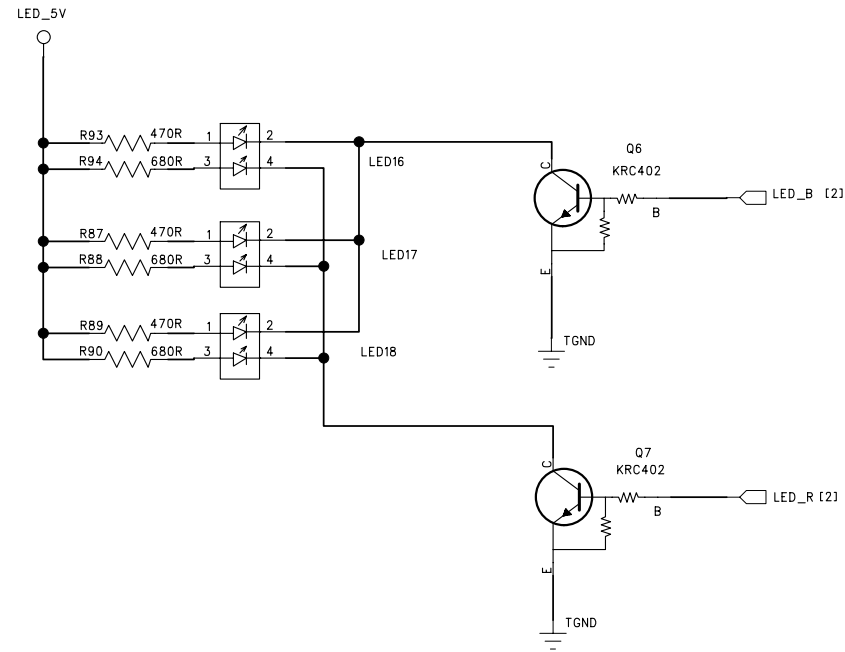 LED_5V
R93 470R 1 2
R94 680R 3 4
LED16
R87 470R 1 2
R88 680R 3 4
LED17
R89 470R 1 2
R90 680R 3 4
LED18
Q6
KRC402
C
B
E
LED_B [2]
TGND
Q7
KRC402
C
B
E
LED_R [2]
TGND